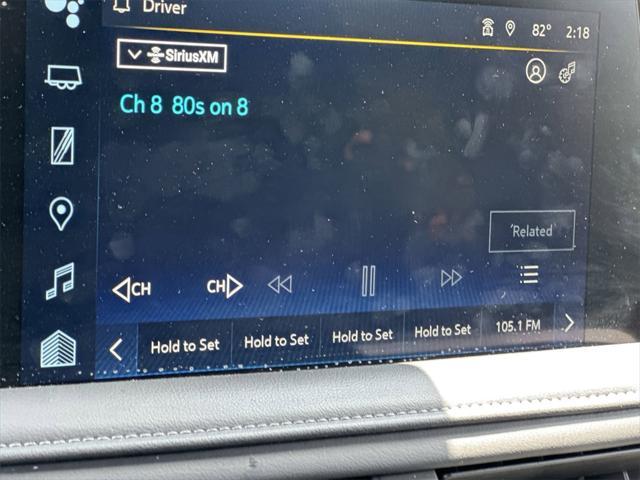 Driver
82° 2:18
SiriusXM
Ch 8 80s on 8
Related
CH CH
Hold to Set Hold to Set Hold to Set Hold to Set 105.1 FM